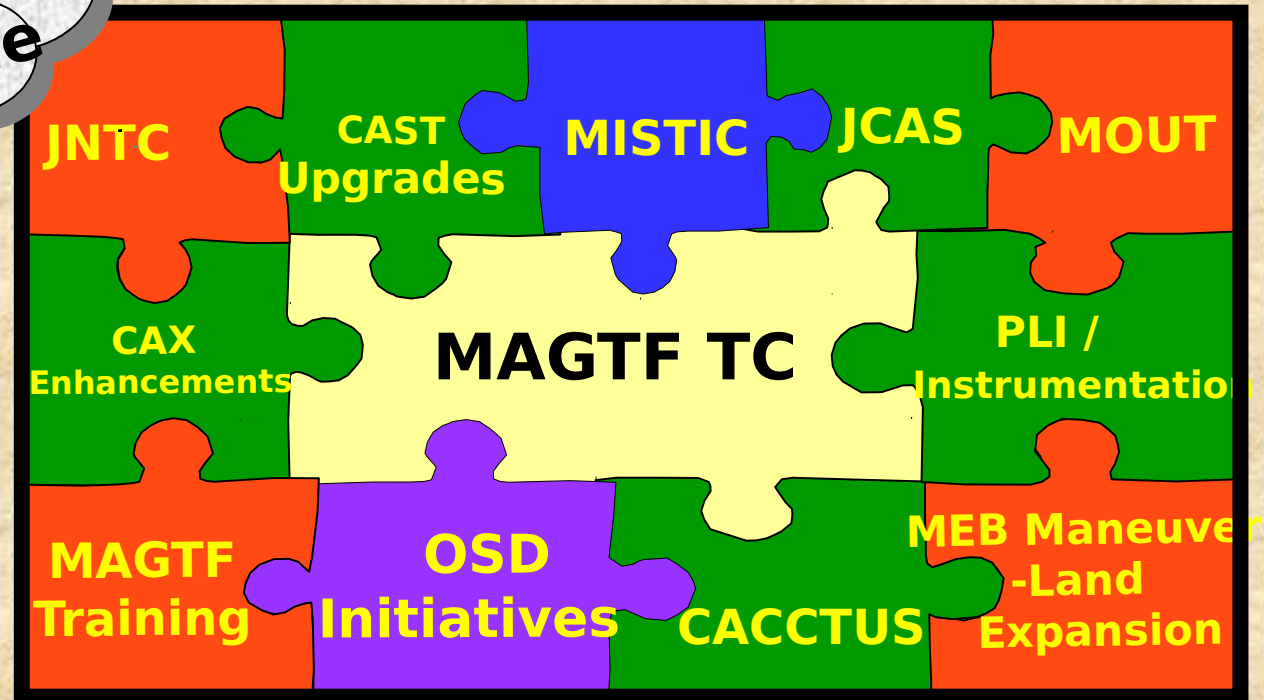 e
JNTC
CAST
Upgrades
MISTIC
JCAS
MOUT
CAX
Enhancements
MAGTF TC
PLI /
Instrumentation
MAGTF
Training
OSD
Initiatives
CACCTUS
MEB Maneuver
-Land
Expansion